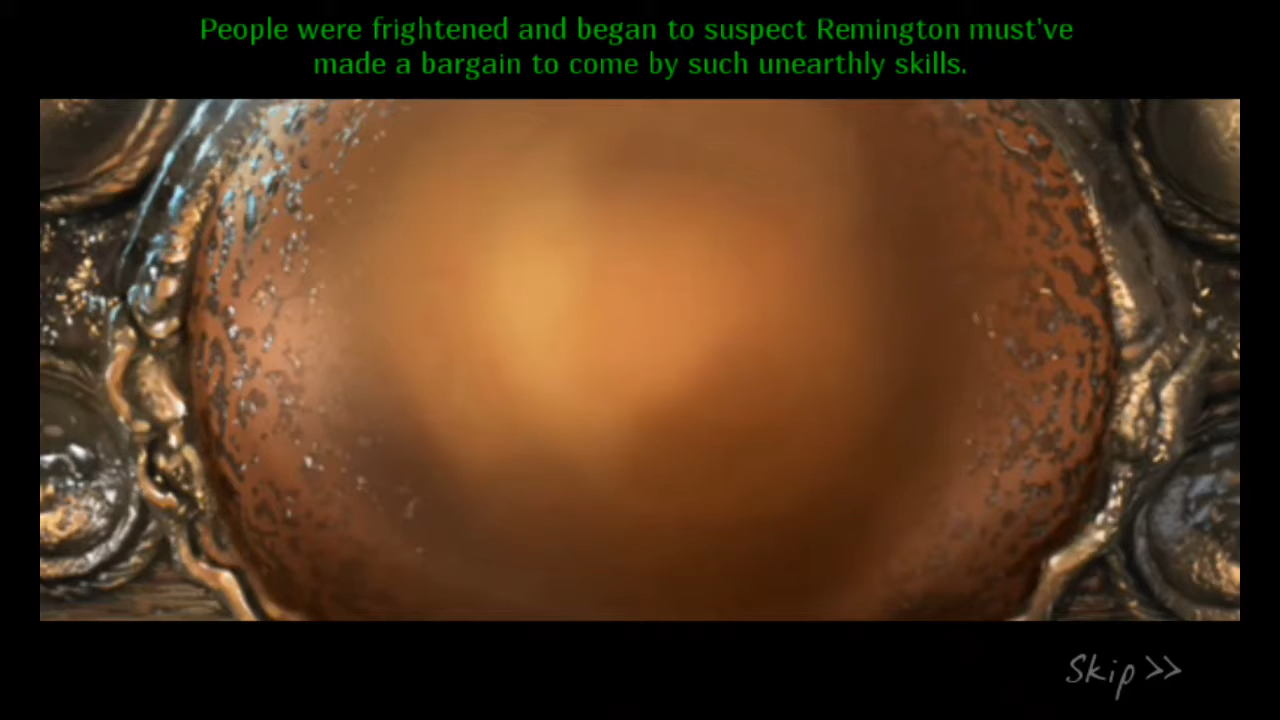 People were frightened and began to suspect Remington must've
made a bargain to come by such unearthly skills.
Skip >>